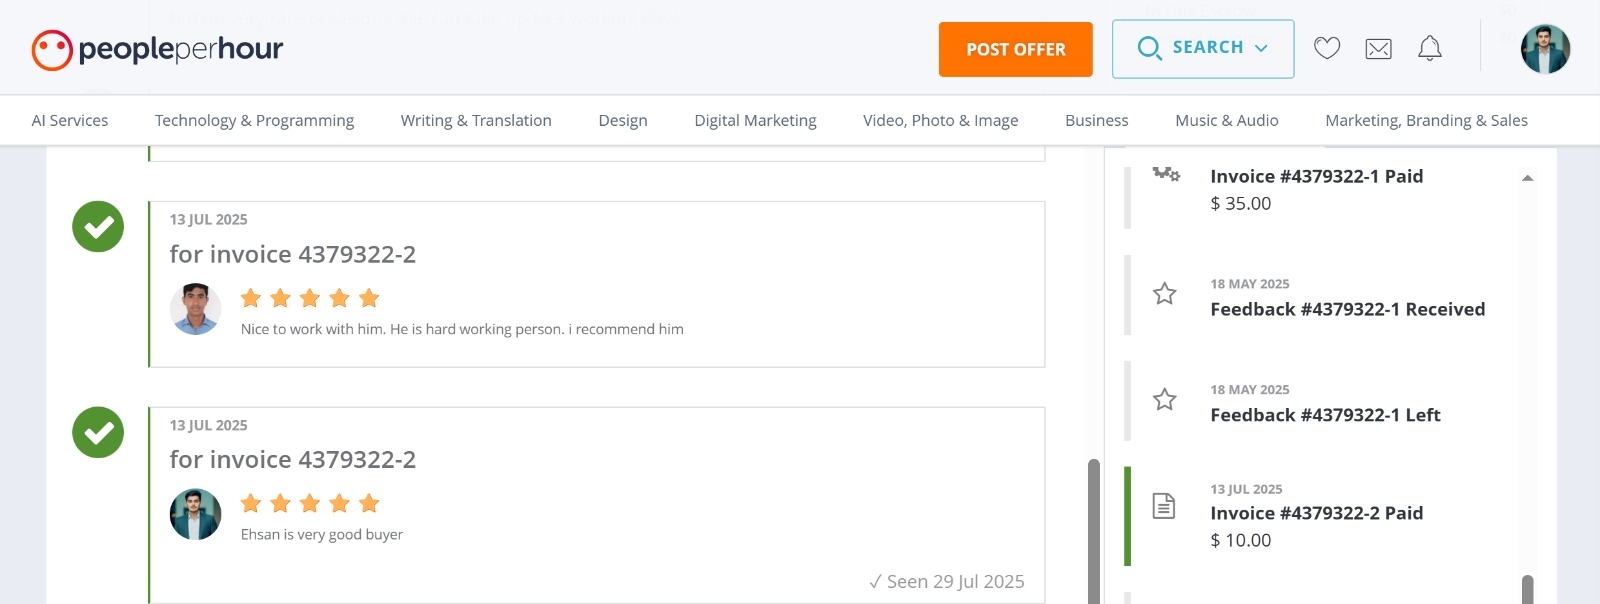 peopleperhour
POST OFFER
SEARCH
AI Services
Technology & Programming
Writing & Translation
Design
Digital Marketing
Video, Photo & Image
Business
Music & Audio
Marketing, Branding & Sales
13 JUL 2025
for invoice 4379322-2
Nice to work with him. He is hard working person. i recommend him
13 JUL 2025
for invoice 4379322-2
Ehsan is very good buyer
✓ Seen 29 Jul 2025
Invoice #4379322-1 Paid
$ 35.00
18 MAY 2025
Feedback #4379322-1 Received
18 MAY 2025
Feedback #4379322-1 Left
13 JUL 2025
Invoice #4379322-2 Paid
$ 10.00